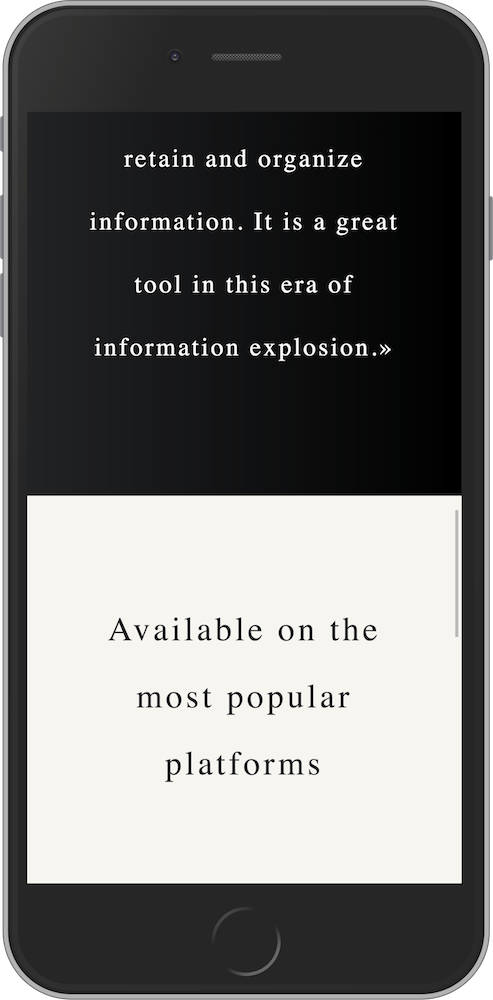 retain and organize
information. It is a great
tool in this era of
information explosion.»
Available on the
most popular
platforms